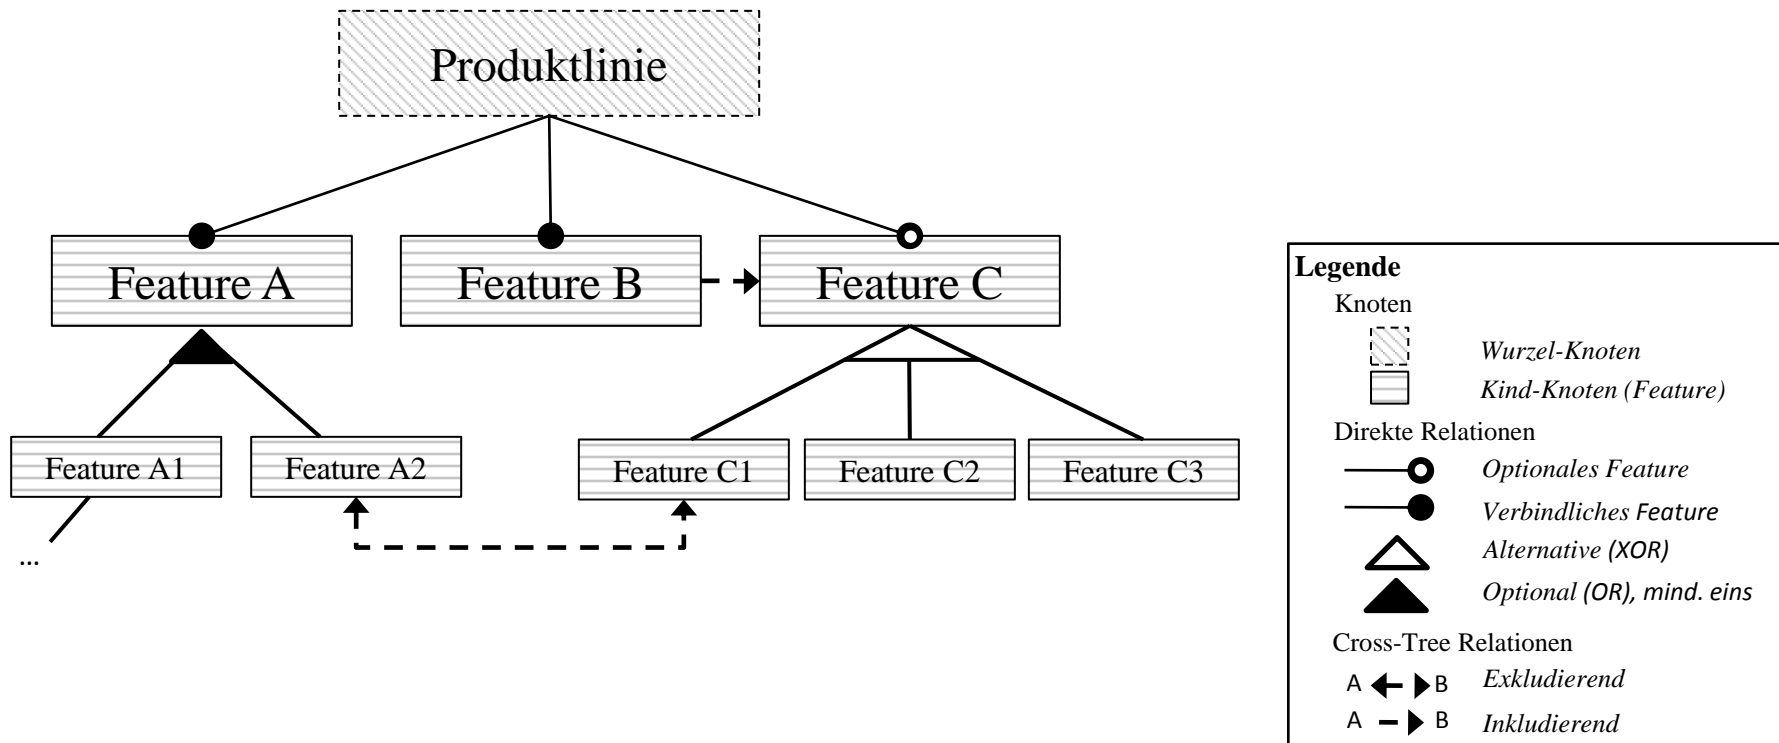 Produktlinie
Feature A
Feature B
Feature C
Feature A1
Feature A2
Feature C1
Feature C2
Feature C3
...
Legende
Knoten
Wurzel-Knoten
Kind-Knoten (Feature)
Direkte Relationen
Optionales Feature
Verbindliches Feature
Alternative (XOR)
Optional (OR), mind. eins
Cross-Tree Relationen
A B Exkludierend
A B Inkludierend